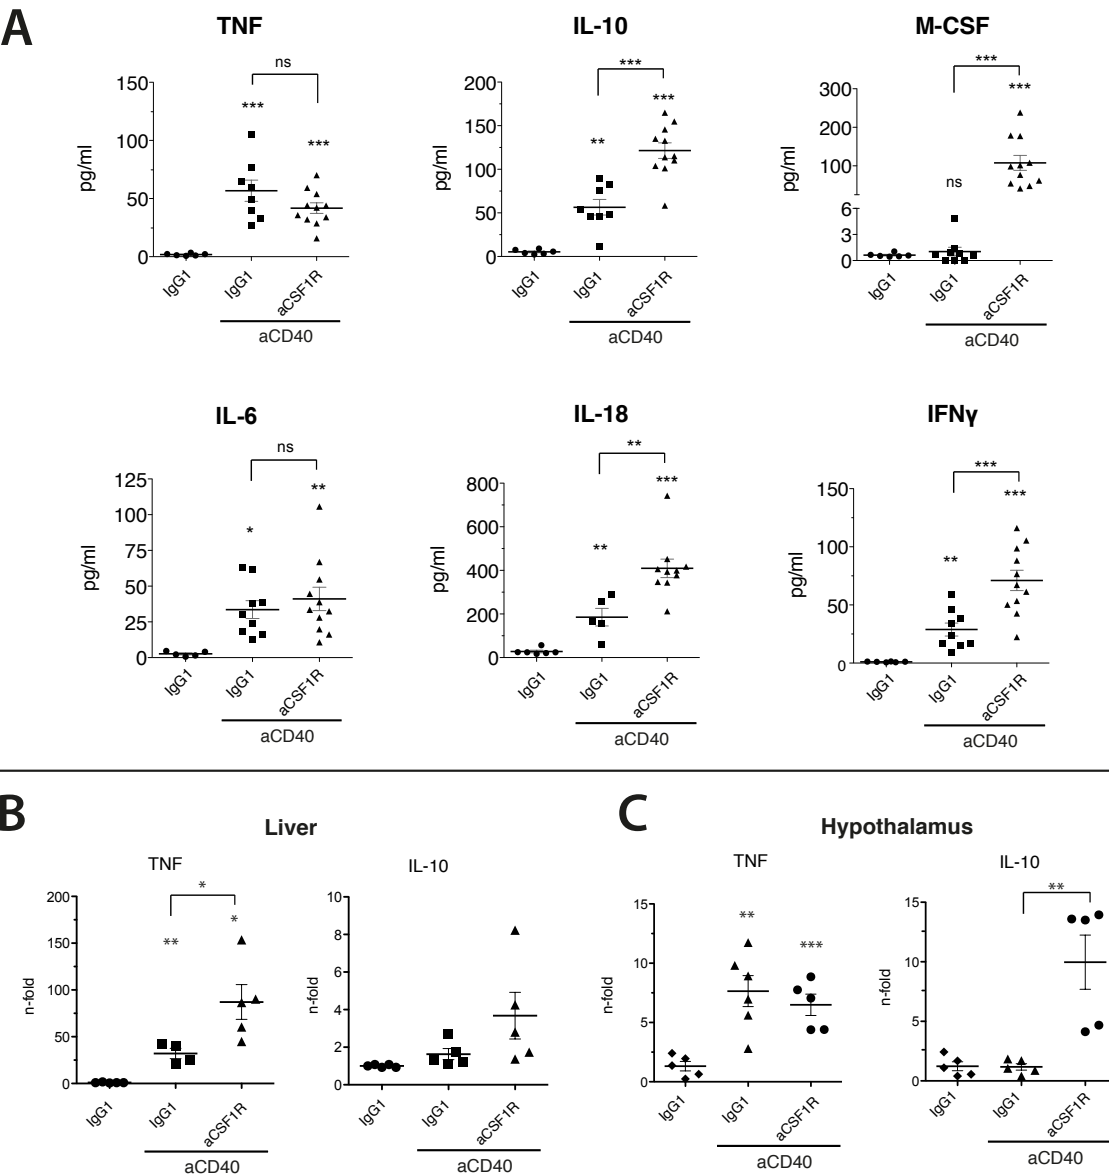 A
TNF
IL-10
M-CSF
ns
***
***
150
100
50
0
pg/ml
***
***
IgG1
IgG1
aCSF1R
aCD40
200
150
100
50
0
pg/ml
**
***
IgG1
IgG1
aCSF1R
aCD40
300
200
100
6
3
0
pg/ml
ns
***
IgG1
IgG1
aCSF1R
aCD40
IL-6
IL-18
IFNγ
ns
**
***
125
100
75
50
25
0
pg/ml
*
**
IgG1
IgG1
aCSF1R
aCD40
800
600
400
200
0
pg/ml
**
***
IgG1
IgG1
aCSF1R
aCD40
150
100
50
0
pg/ml
**
***
IgG1
IgG1
aCSF1R
aCD40
B
Liver
TNF
IL-10
*
200
150
100
50
0
n-fold
**
*
IgG1
IgG1
aCSF1R
aCD40
10
8
6
4
2
0
n-fold
IgG1
IgG1
aCSF1R
aCD40
C
Hypothalamus
TNF
IL-10
15
10
5
0
n-fold
**
***
IgG1
IgG1
aCSF1R
aCD40
**
15
10
5
0
n-fold
IgG1
IgG1
aCSF1R
aCD40